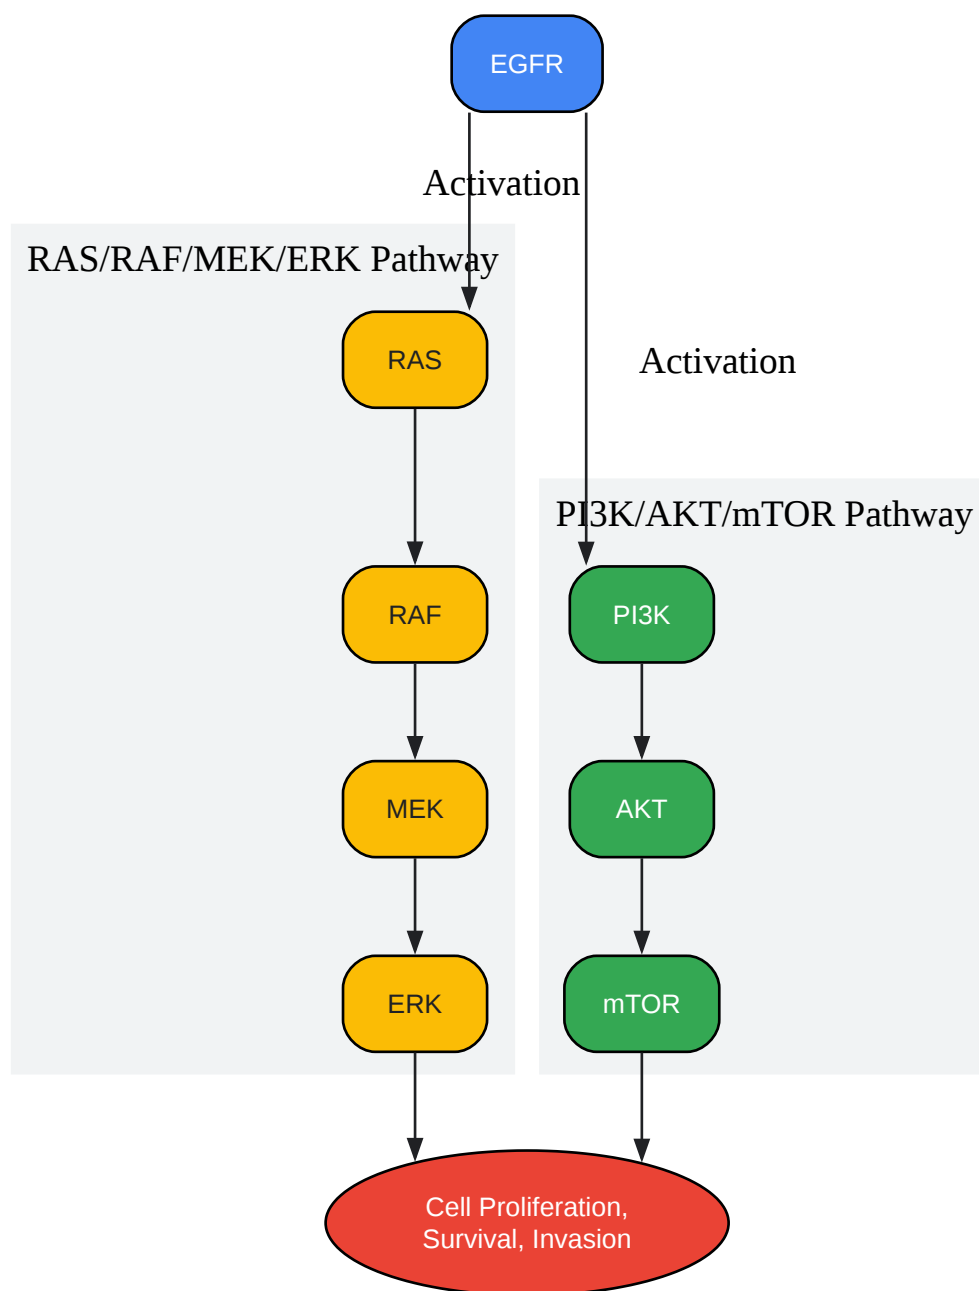 EGFR
Activation
RAS/RAF/MEK/ERK Pathway
RAS
Activation
PI3K/AKT/mTOR Pathway
RAF
PI3K
MEK
AKT
ERK
mTOR
Cell Proliferation,
Survival, Invasion